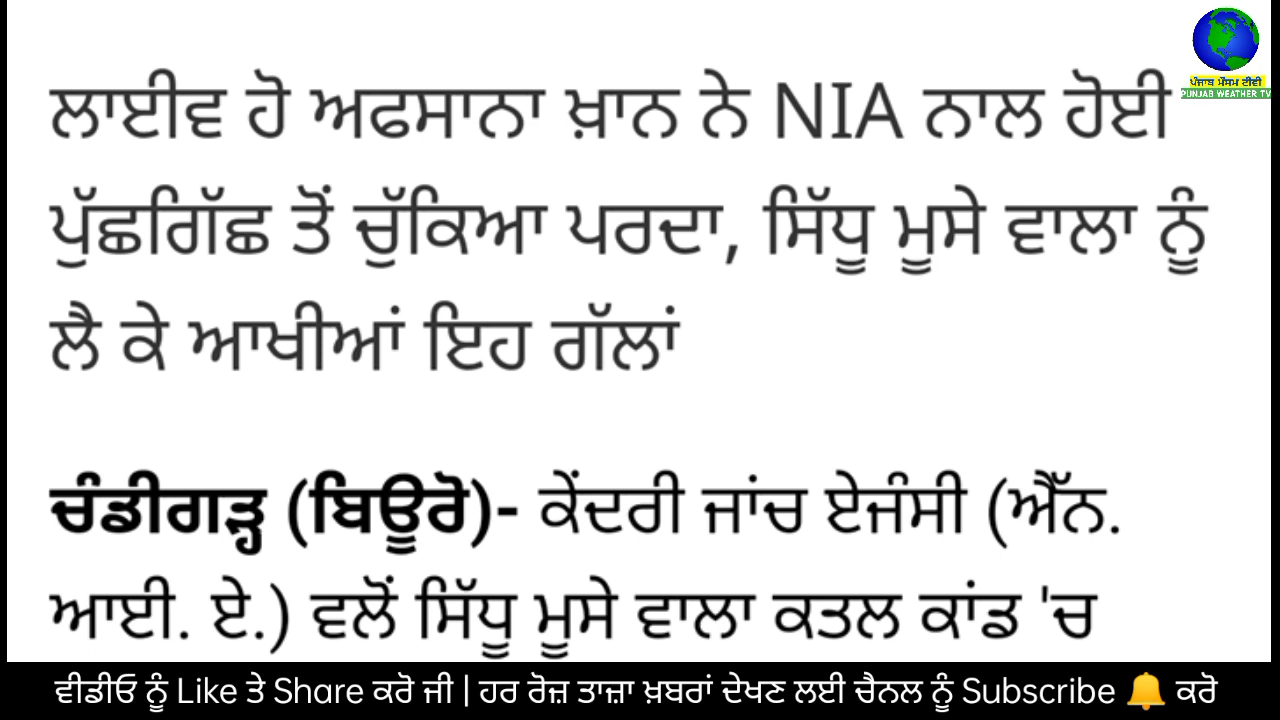 ਪੰਜਾਬ ਮੌਸਮ ਟੀਵੀ
PUNJAB WEATHER TV
ਲਾਈਵ ਹੋ ਅਫਸਾਨਾ ਖ਼ਾਨ ਨੇ NIA ਨਾਲ ਹੋਈ
ਪੁੱਛਗਿੱਛ ਤੋਂ ਚੁੱਕਿਆ ਪਰਦਾ, ਸਿੱਧੂ ਮੂਸੇ ਵਾਲਾ ਨੂੰ
ਲੈ ਕੇ ਆਖੀਆਂ ਇਹ ਗੱਲਾਂ
ਚੰਡੀਗੜ੍ਹ (ਬਿਊਰੋ)- ਕੇਂਦਰੀ ਜਾਂਚ ਏਜੰਸੀ (ਐੱਨ.
ਆਈ. ਏ.) ਵਲੋਂ ਸਿੱਧੂ ਮੂਸੇ ਵਾਲਾ ਕਤਲ ਕਾਂਡ 'ਚ
ਵੀਡੀਓ ਨੂੰ Like ਤੇ Share ਕਰੋ ਜੀ | ਹਰ ਰੋਜ਼ ਤਾਜ਼ਾ ਖ਼ਬਰਾਂ ਦੇਖਣ ਲਈ ਚੈਨਲ ਨੂੰ Subscribe 🔔 ਕਰੋ